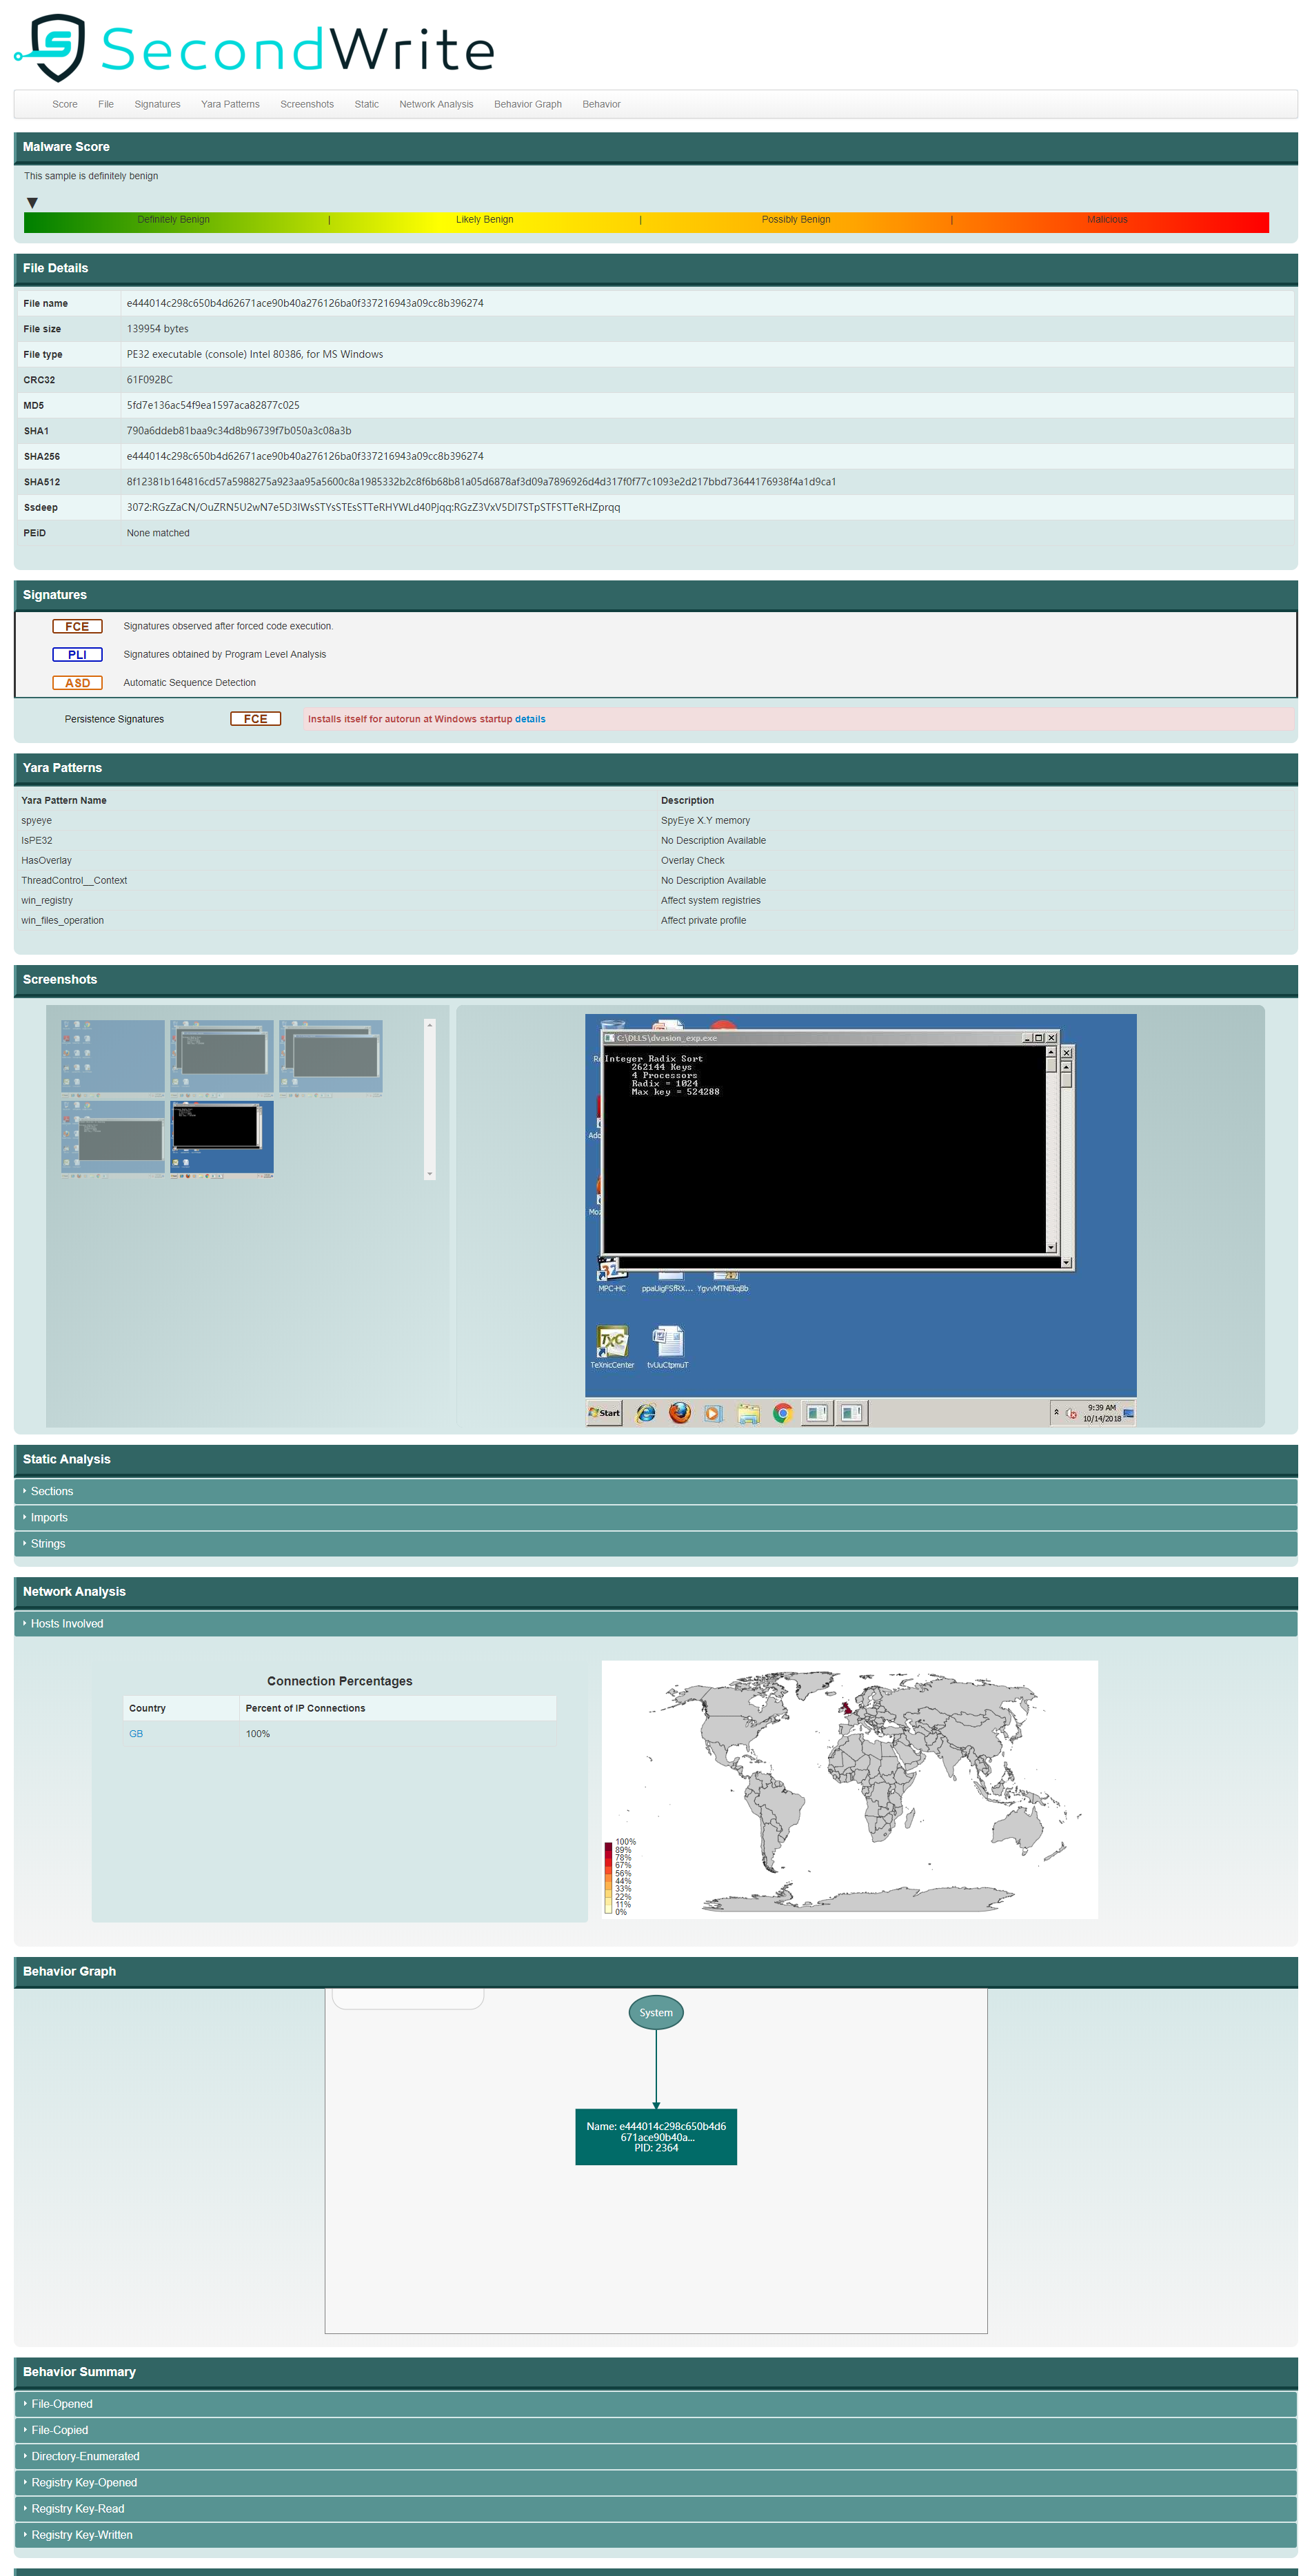 SecondWrite
Score File Signatures Yara Patterns Screenshots Static Network Analysis Behavior Graph Behavior
Malware Score
This sample is definitely benign
Definitely Benign | Likely Benign | Possibly Benign | Malicious
File Details
File name e444014c298c650b4d62671ace90b40a276126ba0f337216943a09cc8b396274
File size 139954 bytes
File type PE32 executable (console) Intel 80386, for MS Windows
CRC32 61F092BC
MD5 5fd7e136ac54f9ea1597aca82877c025
SHA1 790a6ddeb81baa9c34d8b96739f7b050a3c08a3b
SHA256 e444014c298c650b4d62671ace90b40a276126ba0f337216943a09cc8b396274
SHA512 8f12381b164816cd57a5988275a923aa95a5600c8a1985332b2c8f6b68b81a05d6878af3d09a7896926d4d317f0f77c1093e2d217bbd73644176938f4a1d9ca1
Ssdeep 3072:RGzZaCN/OuZRN5U2wN7e5D3IWsSTYsSTEsSTTeRHYWLd40Pjqq:RGzZ3VxV5DI7STpSTFSTTeRHZprqq
PEiD None matched
Signatures
FCE Signatures observed after forced code execution.
PLI Signatures obtained by Program Level Analysis
ASD Automatic Sequence Detection
Persistence Signatures FCE Installs itself for autorun at Windows startup details
Yara Patterns
Yara Pattern Name Description
spyeye SpyEye X.Y memory
IsPE32 No Description Available
HasOverlay Overlay Check
ThreadControl__Context No Description Available
win_registry Affect system registries
win_files_operation Affect private profile
Screenshots
C:\DLLS\dvasion_exp.exe
Integer Radix Sort
262144 Keys
4 Processors
Radix = 1024
Max key = 524288
MPC-HC ppaUigFSfRX... YgvvMTNEkqBb
TeXnicCenter tvUuCtpmuT
Start 9:39 AM
10/14/2018
Static Analysis
Sections
Imports
Strings
Network Analysis
Hosts Involved
Connection Percentages
Country Percent of IP Connections
GB 100%
100%
89%
78%
67%
56%
44%
33%
22%
11%
0%
Behavior Graph
System
Name: e444014c298c650b4d6
671ace90b40a...
PID: 2364
Behavior Summary
File-Opened
File-Copied
Directory-Enumerated
Registry Key-Opened
Registry Key-Read
Registry Key-Written